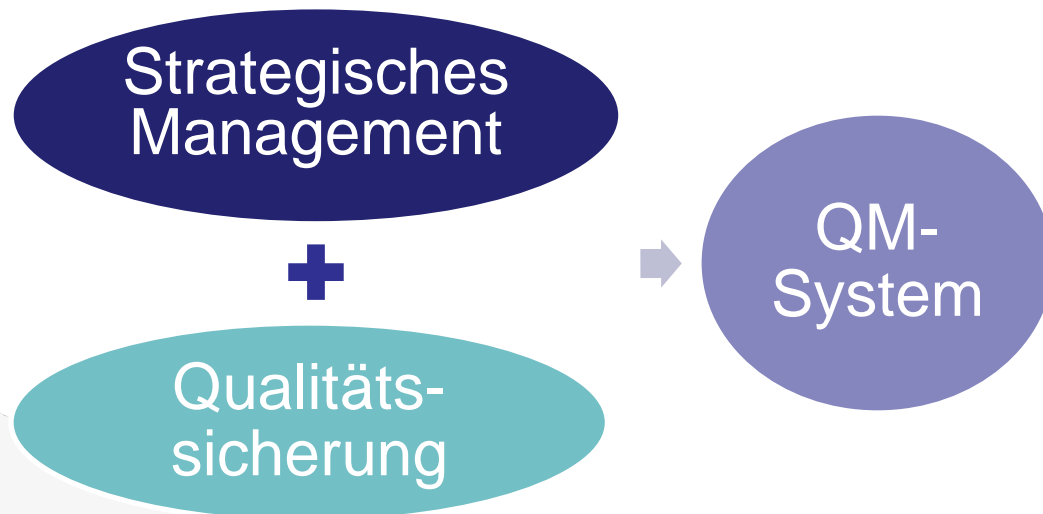 Strategisches
Management
Qualitäts-
sicherung
QM-
System